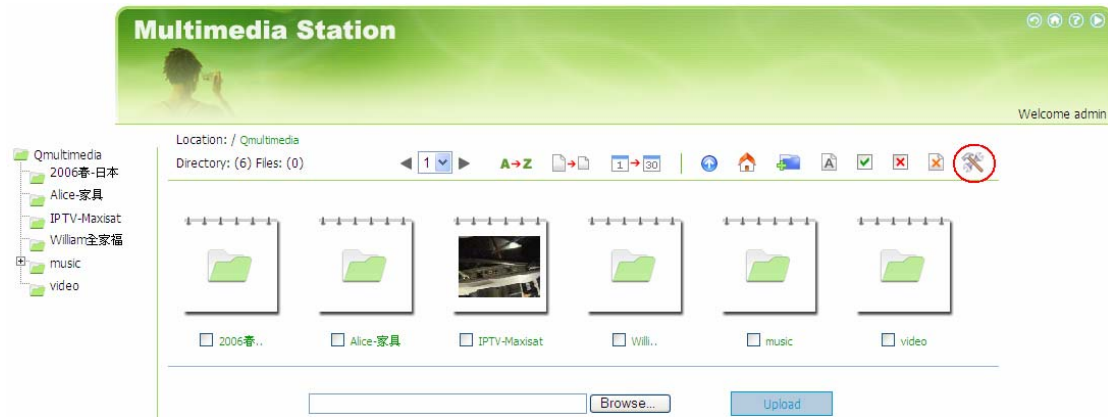 Multimedia Station
Welcome admin
Location: / Qmultimedia
Directory: (6) Files: (0)
1
A→Z
1→30
A
Qmultimedia
2006春-日本
Alice-家具
IPTV-Maxisat
William全家福
music
video
2006春..
Alice-家具
IPTV-Maxisat
Willi..
music
video
Browse...
Upload